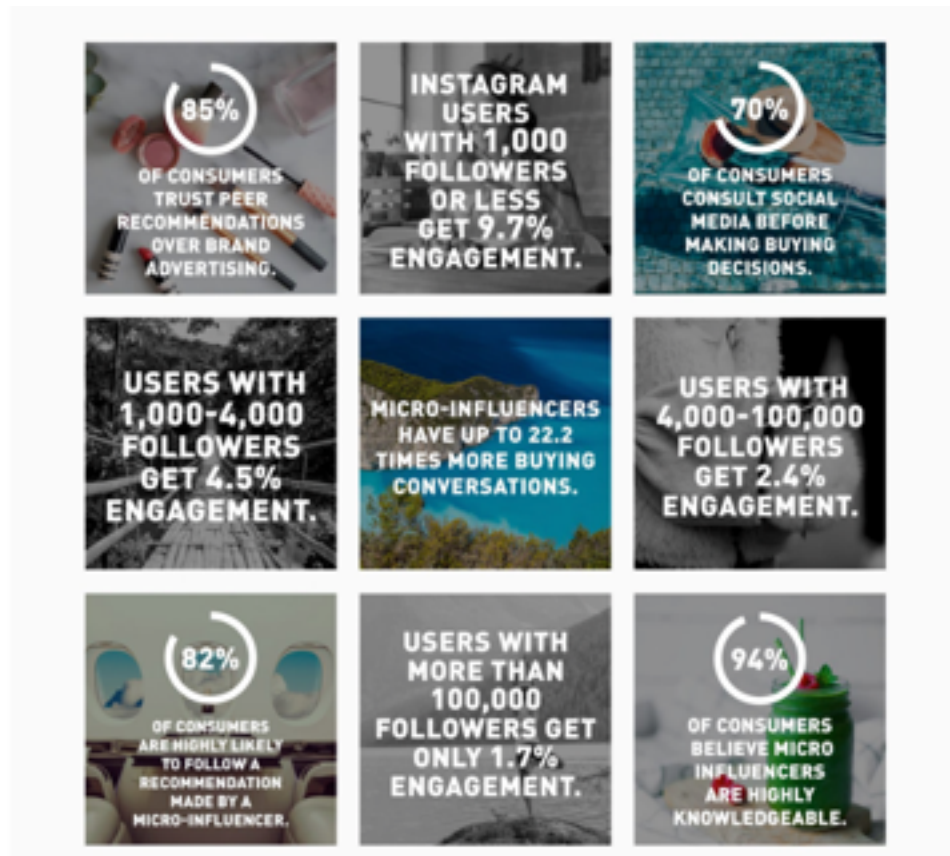 85%
OF CONSUMERS
TRUST PEER
RECOMMENDATIONS
OVER BRAND
ADVERTISING.
INSTAGRAM
USERS
WITH 1,000
FOLLOWERS
OR LESS
GET 9.7%
ENGAGEMENT.
70%
OF CONSUMERS
CONSULT SOCIAL
MEDIA BEFORE
MAKING BUYING
DECISIONS.
USERS WITH
1,000-4,000
FOLLOWERS
GET 4.5%
ENGAGEMENT.
MICRO-INFLUENCERS
HAVE UP TO 22.2
TIMES MORE BUYING
CONVERSATIONS.
USERS WITH
4,000-100,000
FOLLOWERS
GET 2.4%
ENGAGEMENT.
82%
OF CONSUMERS
ARE HIGHLY LIKELY
TO FOLLOW A
RECOMMENDATION
MADE BY A
MICRO-INFLUENCER.
USERS WITH
MORE THAN
100,000
FOLLOWERS GET
ONLY 1.7%
ENGAGEMENT.
94%
OF CONSUMERS
BELIEVE MICRO
INFLUENCERS
ARE HIGHLY
KNOWLEDGEABLE.